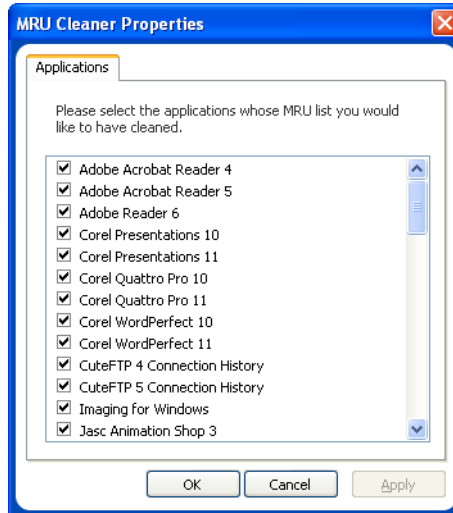 MRU Cleaner Properties
Applications
Please select the applications whose MRU list you would
like to have cleaned.
Adobe Acrobat Reader 4
Adobe Acrobat Reader 5
Adobe Reader 6
Corel Presentations 10
Corel Presentations 11
Corel Quattro Pro 10
Corel Quattro Pro 11
Corel WordPerfect 10
Corel WordPerfect 11
CuteFTP 4 Connection History
CuteFTP 5 Connection History
Imaging for Windows
Jasc Animation Shop 3
OK Cancel Apply